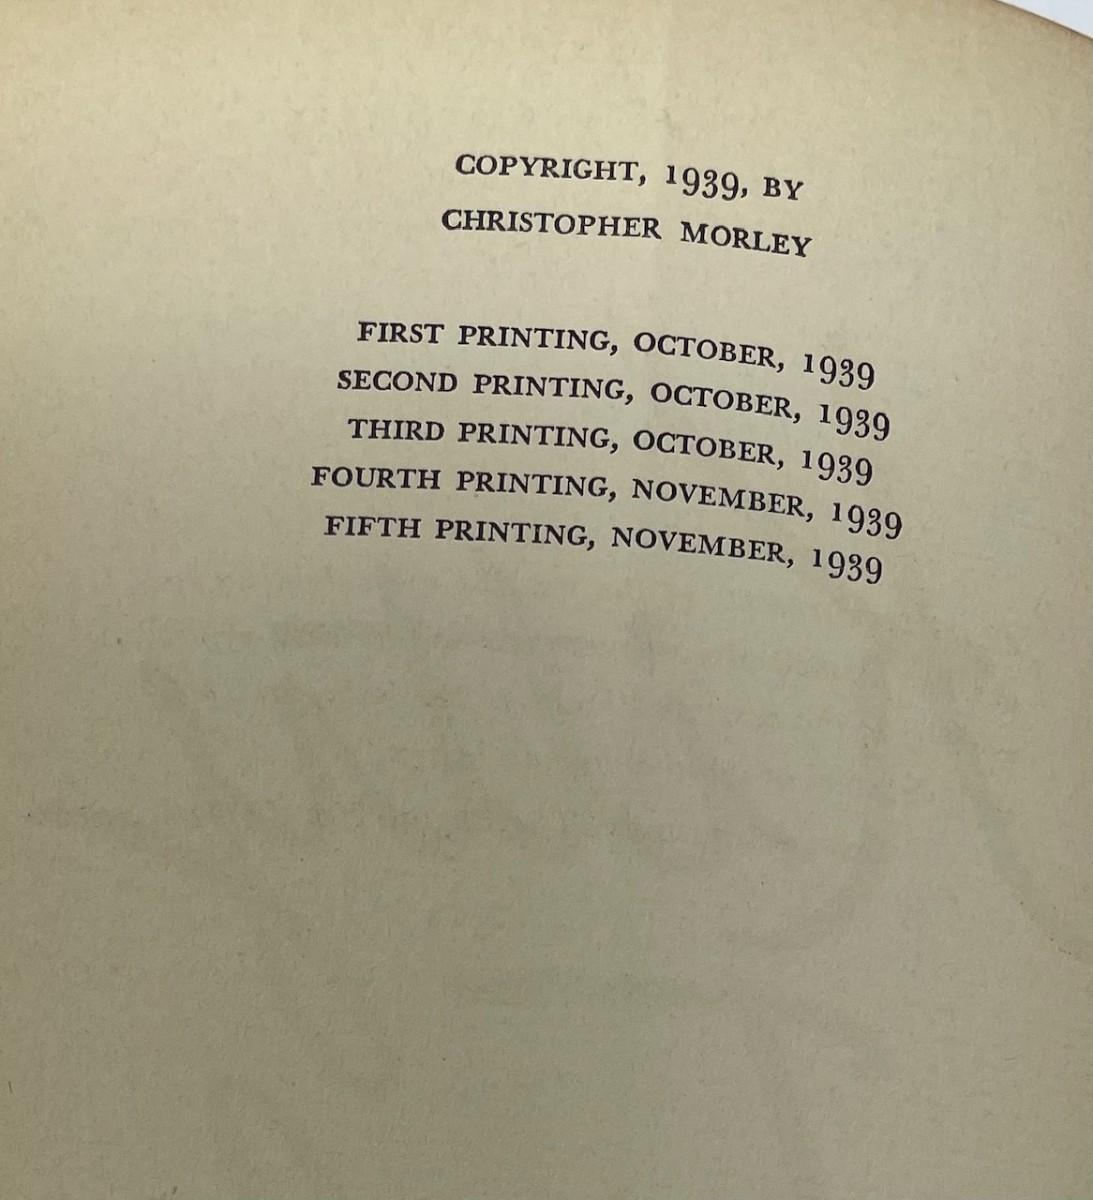 COPYRIGHT, 1939, BY
CHRISTOPHER MORLEY
FIRST PRINTING, OCTOBER, 1939
SECOND PRINTING, OCTOBER, 1939
THIRD PRINTING, OCTOBER, 1939
FOURTH PRINTING, NOVEMBER, 1939
FIFTH PRINTING, NOVEMBER, 1939